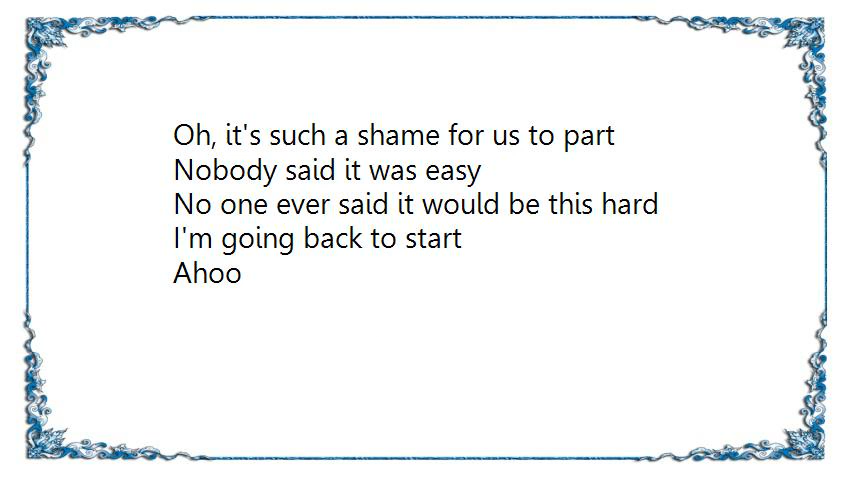 Oh, it's such a shame for us to part
Nobody said it was easy
No one ever said it would be this hard
I'm going back to start
Ahoo